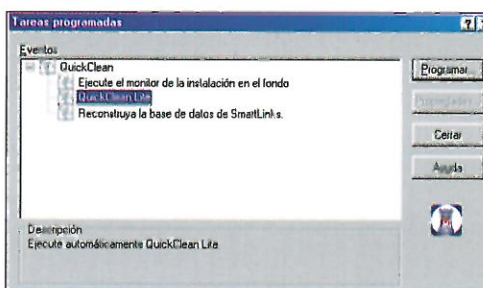 Tareas programadas
Eventos
QuickClean
Ejecute el monitor de la instalación en el fondo
QuickClean Lite
Reconstruya la base de datos de SmartLinks.
Programar
Propiedades
Cerrar
Ayuda
Descripción
Ejecute automáticamente QuickClean Lite